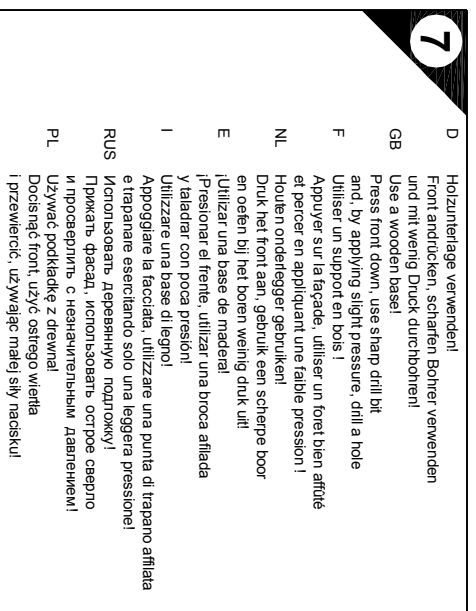 7
D Holzunterlage verwenden!
Front andrücken, scharfen Bohrer verwenden
und mit wenig Druck durchbohren!
GB Use a wooden base!
Press front down, use sharp drill bit
and, by applying slight pressure, drill a hole
F Utiliser un support en bois !
Appuyer sur la façade, utiliser un foret bien affûté
et percer en appliquant une faible pression !
NL Houten onderlegger gebruiken!
Druk het front aan, gebruik een scherpe boor
en oefen bij het boren weinig druk uit!
E ¡Utilizar una base de madera!
¡Presionar el frente, utilizar una broca afilada
y taladrar con poca presión!
I Utilizzare una base di legno!
Appoggiare la facciata, utilizzare una punta di trapano affilata
e trapanare esercitando solo una leggera pressione!
RUS Использовать деревянную подложку!
Прижать фасад, использовать острое сверло
и просверлить с незначительным давлением!
PL Używać podkładkę z drewna!
Docisnąć front, użyć ostrego wiertła
i przewiercić, używając małej siły nacisku!